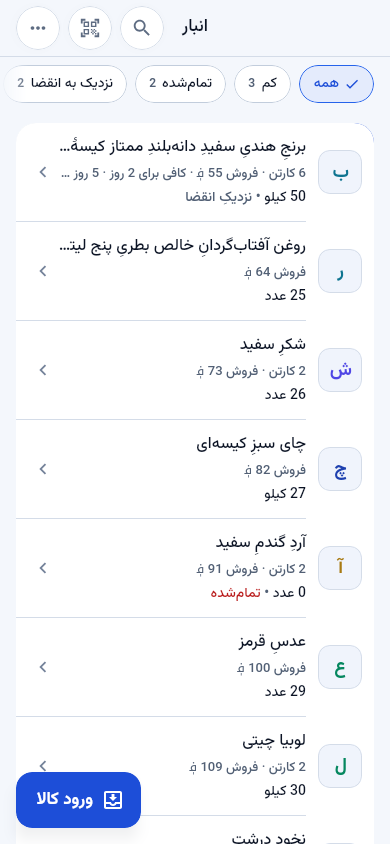 انبار
همه
کم 3
تمام‌شده 2
نزدیک به انقضا 2
ب
برنجِ هندیِ سفیدِ دانه‌بلندِ ممتاز کیسهٔ...
6 کارتن · فروش 55 ؋ · کافی برای 2 روز · 5 روز ...
50 کیلو • نزدیکِ انقضا
ر
روغن آفتاب‌گردانِ خالص بطریِ پنج لیت...
فروش 64 ؋
25 عدد
ش
شکرِ سفید
2 کارتن · فروش 73 ؋
26 عدد
چ
چای سبزِ کیسه‌ای
فروش 82 ؋
27 کیلو
آ
آردِ گندمِ سفید
2 کارتن · فروش 91 ؋
0 عدد • تمام‌شده
ع
عدسِ قرمز
فروش 100 ؋
29 عدد
ل
لوبیا چیتی
2 کارتن · فروش 109 ؋
30 کیلو
ورود کالا
نخود درشت